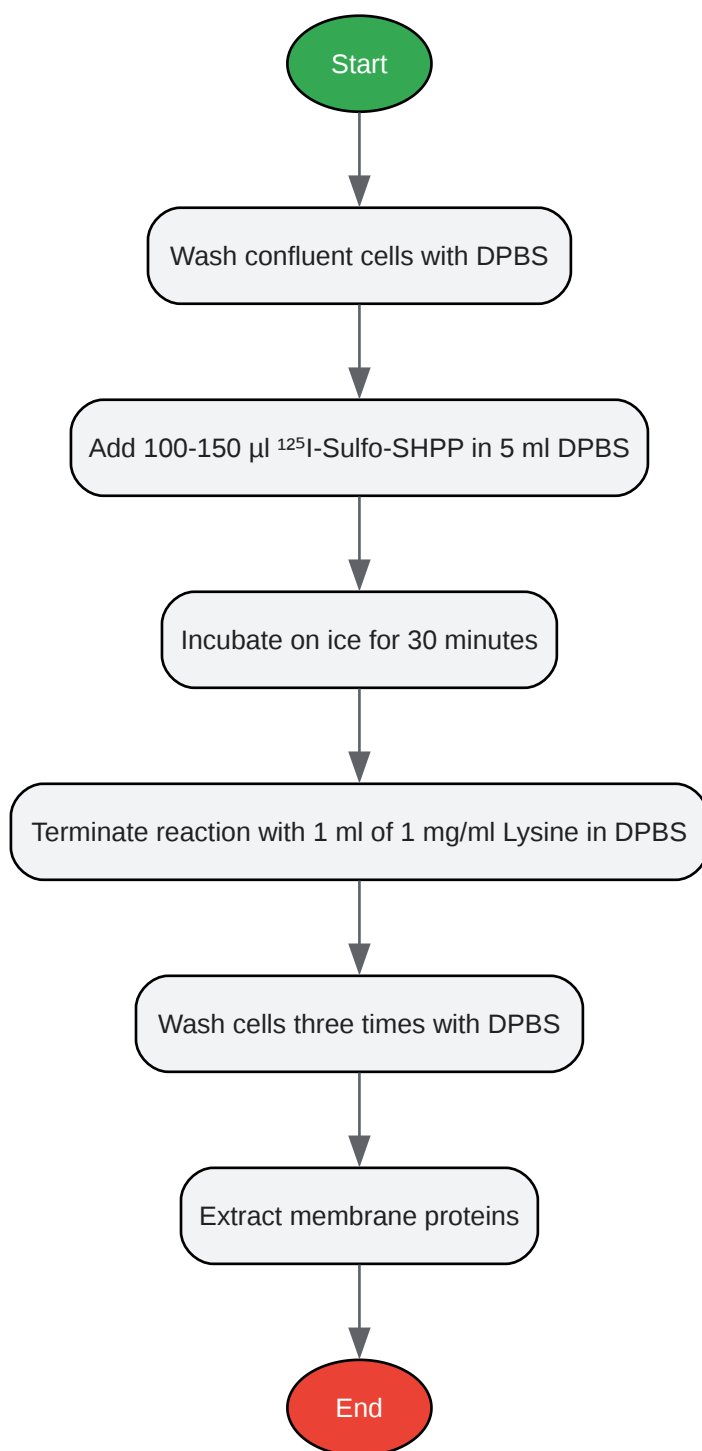 Start
Wash confluent cells with DPBS
Add 100-150 µl ¹²⁵I-Sulfo-SHPP in 5 ml DPBS
Incubate on ice for 30 minutes
Terminate reaction with 1 ml of 1 mg/ml Lysine in DPBS
Wash cells three times with DPBS
Extract membrane proteins
End